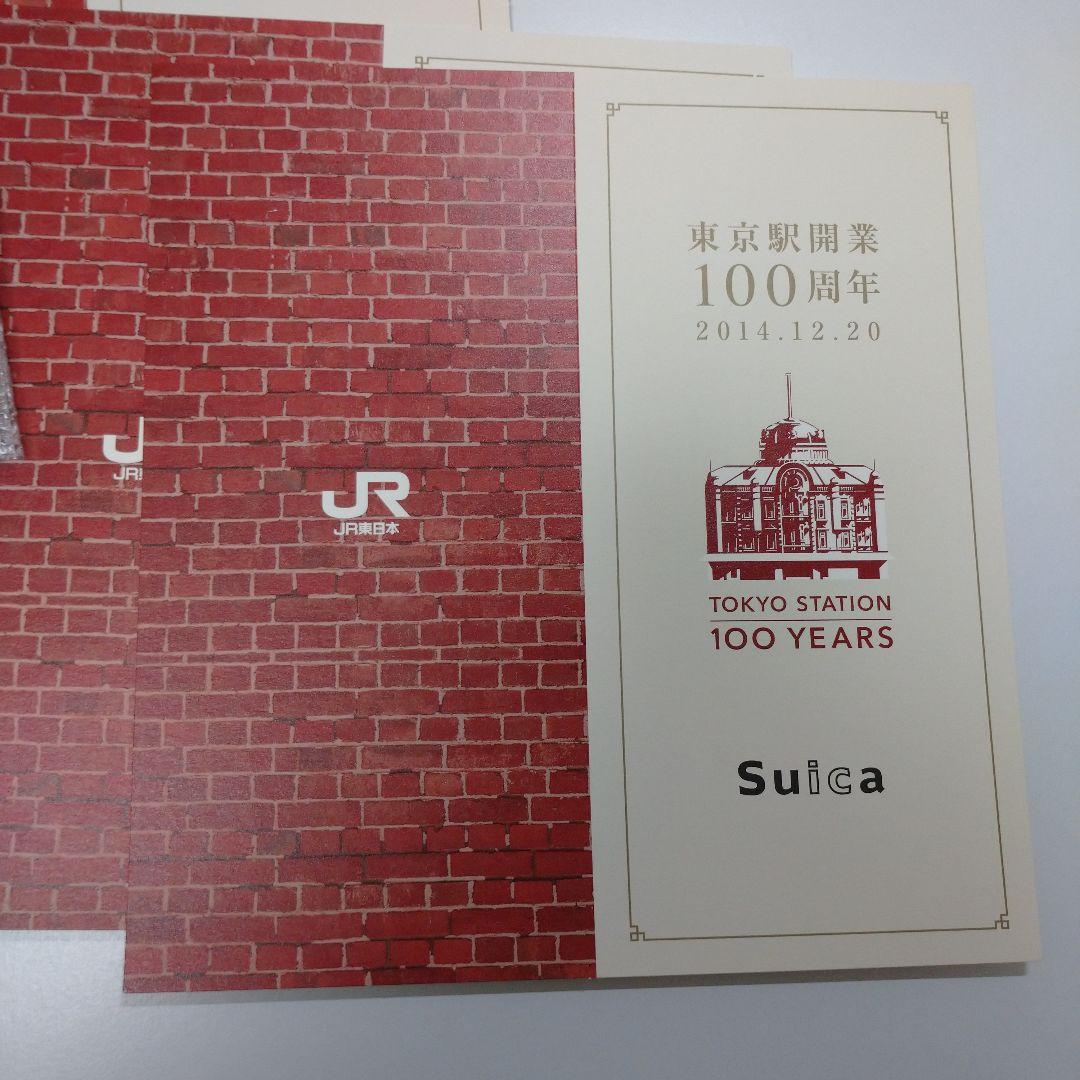 東京駅開業
100周年
2014.12.20
TOKYO STATION
100 YEARS
Suica
JR
JR東日本
J
JR